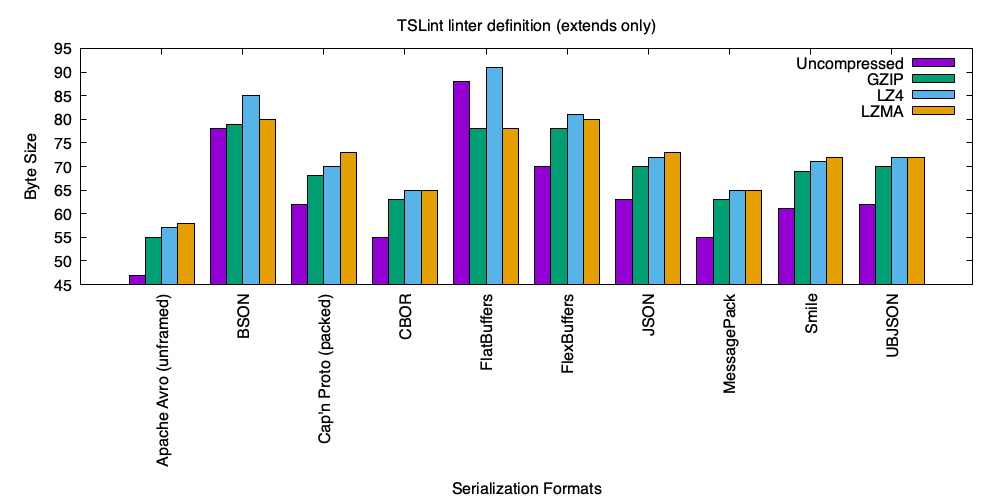 TSLint linter definition (extends only)
95
90
85
80
75
70
65
60
55
50
45
Byte Size
Uncompressed
GZIP
LZ4
LZMA
Apache Avro (unframed)
BSON
Cap'n Proto (packed)
CBOR
FlatBuffers
FlexBuffers
JSON
MessagePack
Smile
UBJSON
Serialization Formats